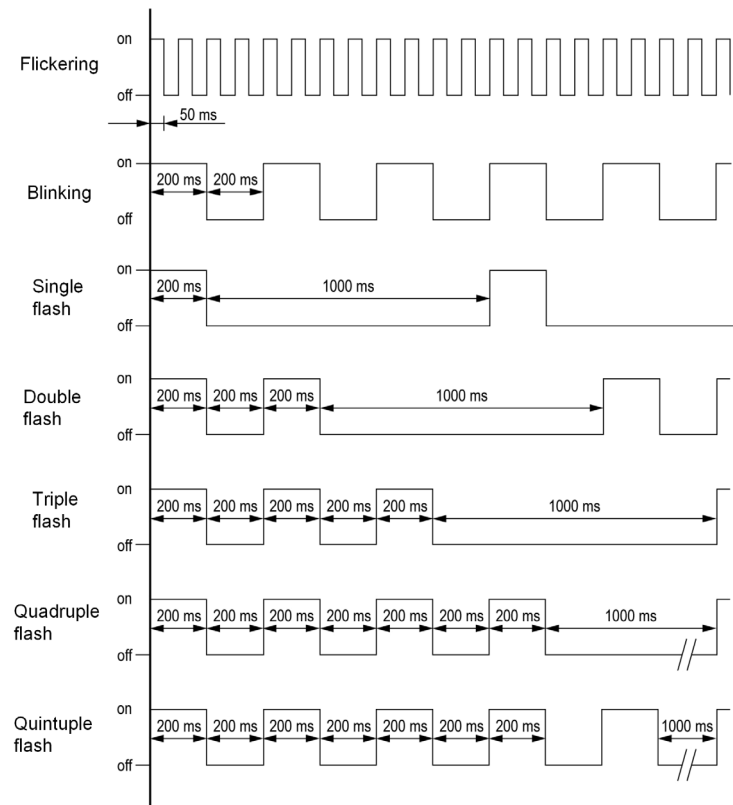 on
Flickering
off
50 ms
on
200 ms 200 ms
Blinking
off
on
Single
flash
200 ms 1000 ms
off
on
Double
flash
200 ms 200 ms 200 ms 1000 ms
off
on
Triple
flash
200 ms 200 ms 200 ms 200 ms 200 ms 1000 ms
off
on
Quadruple
flash
200 ms 200 ms 200 ms 200 ms 200 ms 200 ms 200 ms 1000 ms
off
on
Quintuple
flash
200 ms 200 ms 200 ms 200 ms 200 ms 200 ms 200 ms 1000 ms
off